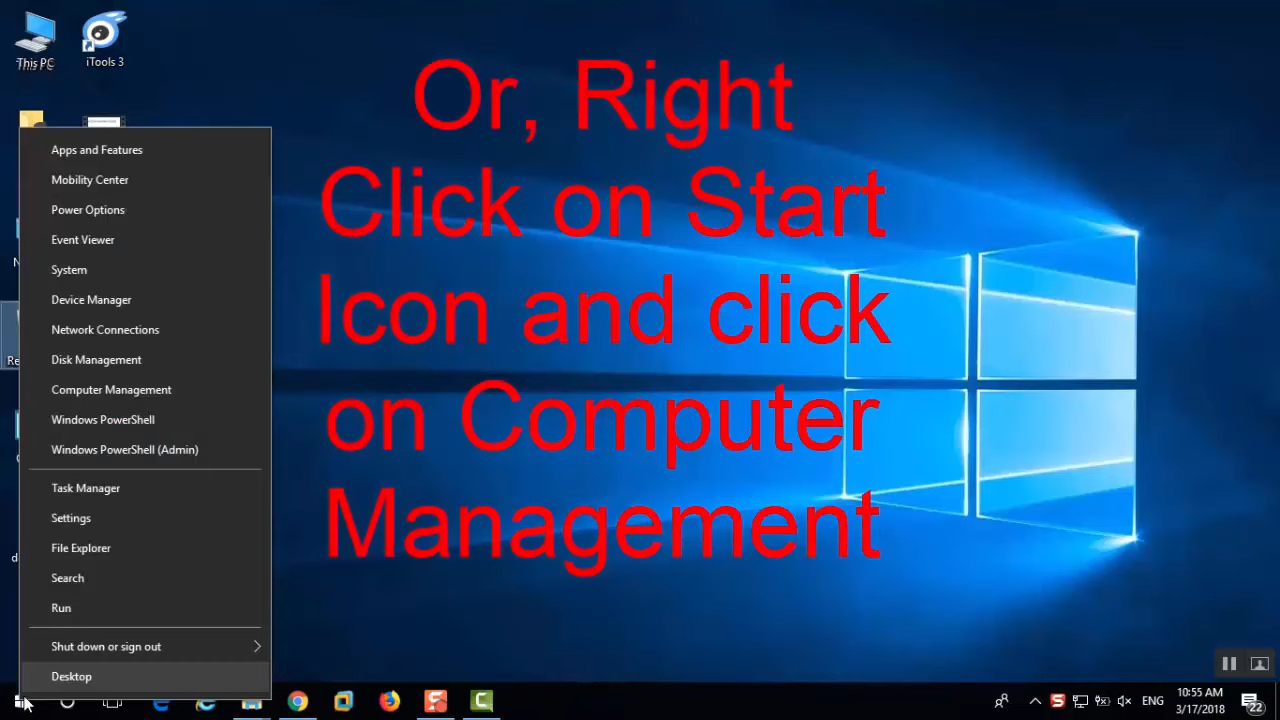 This PC
iTools 3
Or, Right
Click on Start
Icon and click
on Computer
Management
Apps and Features
Mobility Center
Power Options
Event Viewer
System
Device Manager
Network Connections
Disk Management
Computer Management
Windows PowerShell
Windows PowerShell (Admin)
Task Manager
Settings
File Explorer
Search
Run
Shut down or sign out
Desktop
ENG
10:55 AM
3/17/2018
22